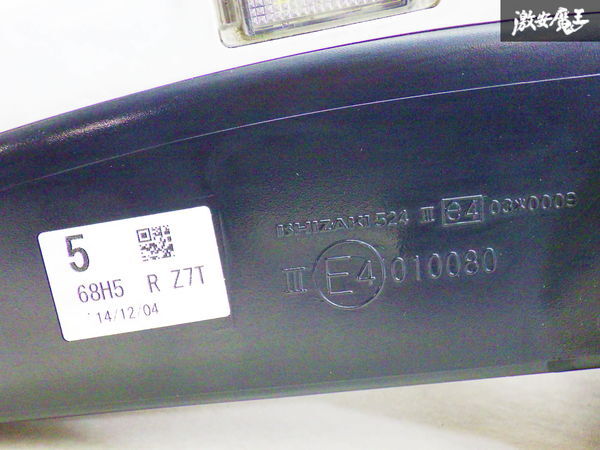 激安魔王
ISHIZAKI 524 III e4 03*0009
III E4 010080
5
68H5 R Z7T
'14/12/04